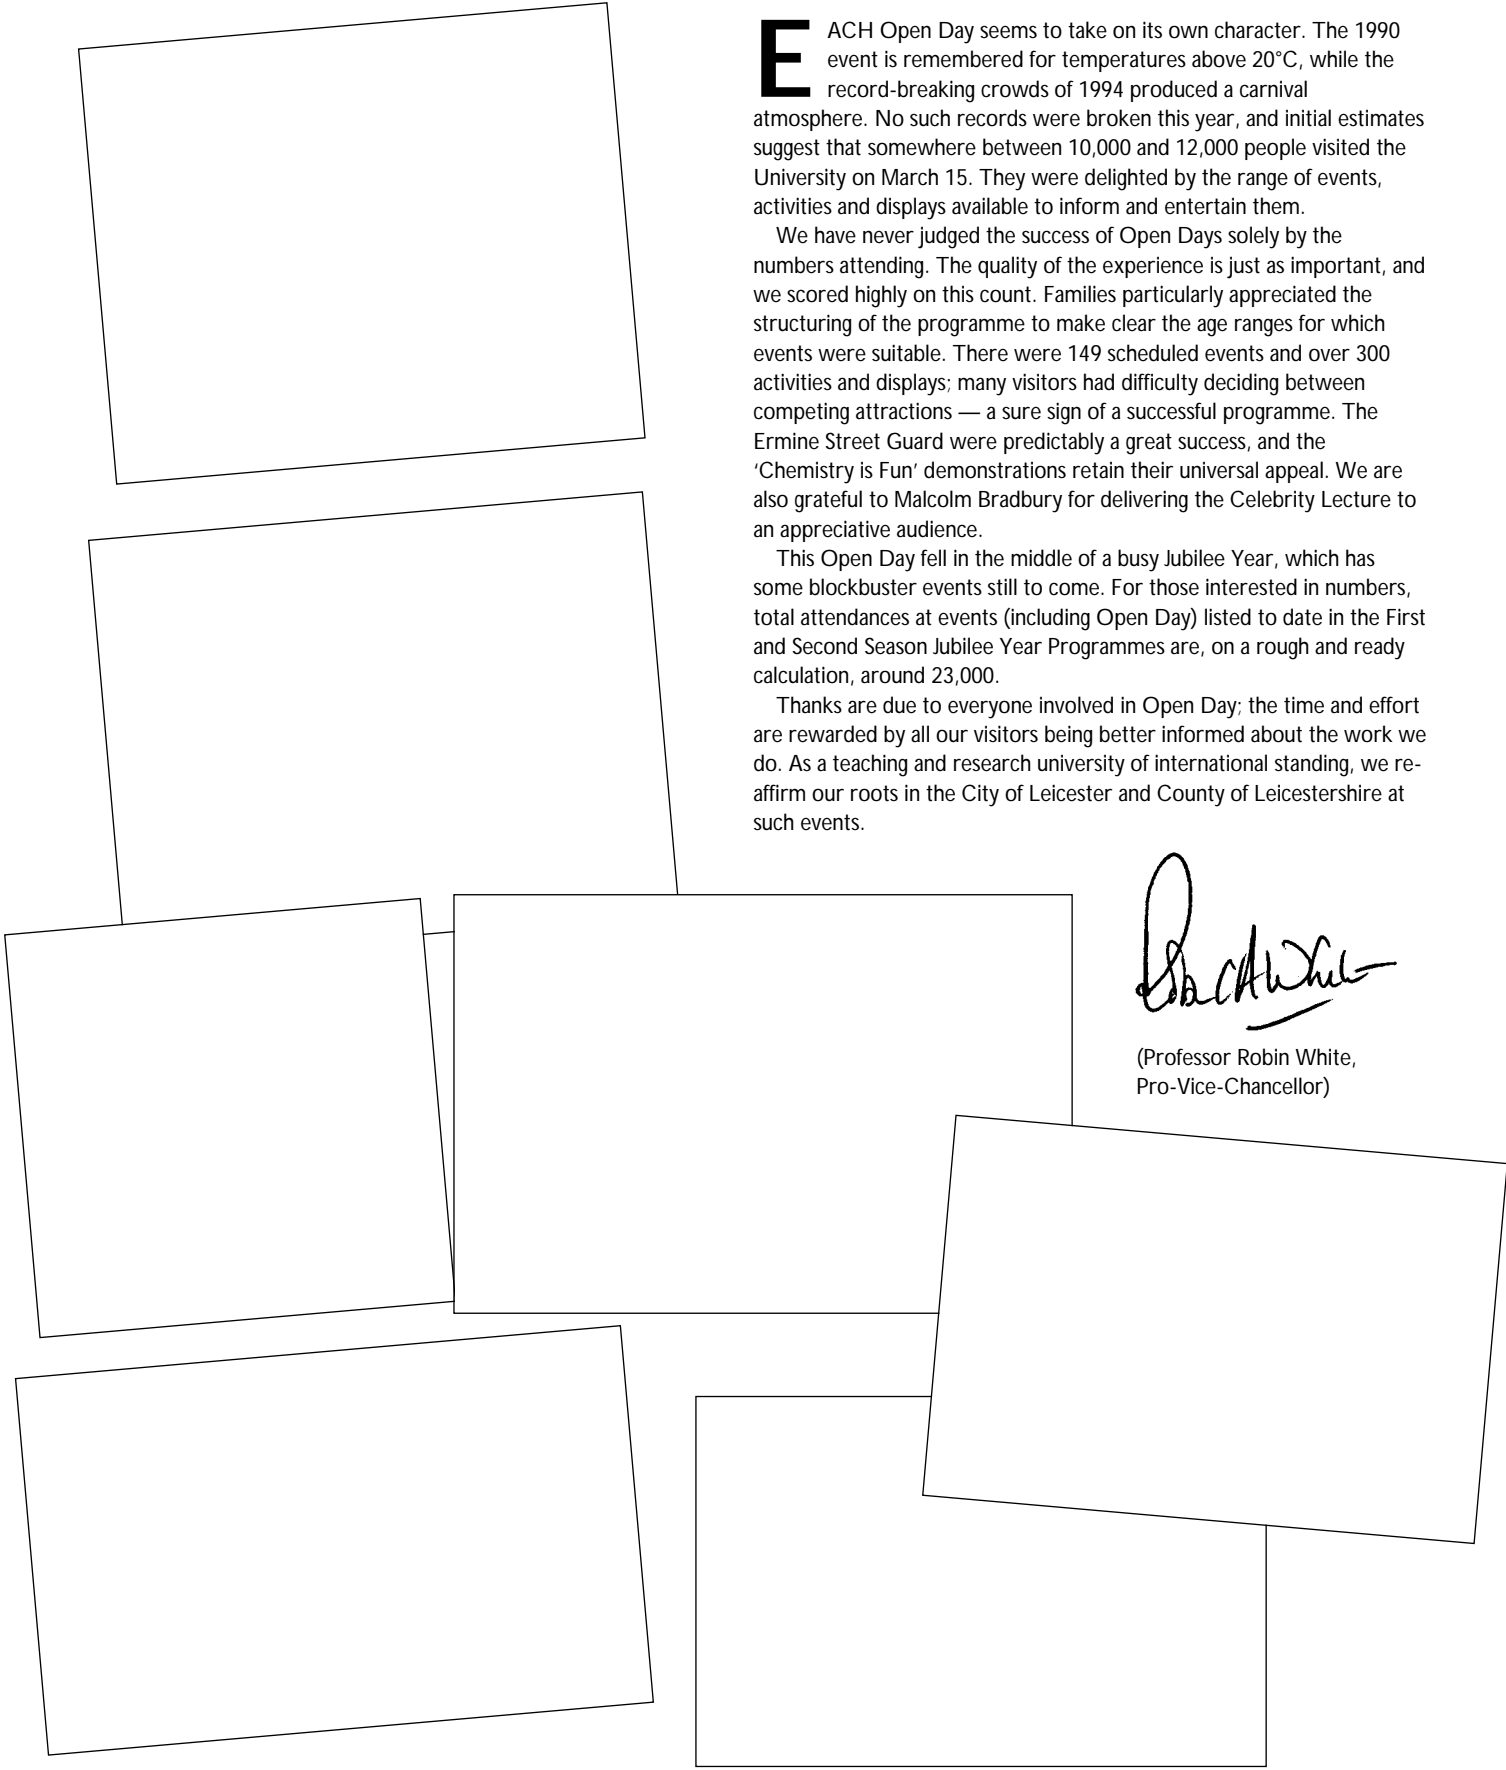 EACH Open Day seems to take on its own character. The 1990
event is remembered for temperatures above 20°C, while the
record-breaking crowds of 1994 produced a carnival
atmosphere. No such records were broken this year, and initial estimates
suggest that somewhere between 10,000 and 12,000 people visited the
University on March 15. They were delighted by the range of events,
activities and displays available to inform and entertain them.
We have never judged the success of Open Days solely by the
numbers attending. The quality of the experience is just as important, and
we scored highly on this count. Families particularly appreciated the
structuring of the programme to make clear the age ranges for which
events were suitable. There were 149 scheduled events and over 300
activities and displays; many visitors had difficulty deciding between
competing attractions — a sure sign of a successful programme. The
Ermine Street Guard were predictably a great success, and the
‘Chemistry is Fun’ demonstrations retain their universal appeal. We are
also grateful to Malcolm Bradbury for delivering the Celebrity Lecture to
an appreciative audience.
This Open Day fell in the middle of a busy Jubilee Year, which has
some blockbuster events still to come. For those interested in numbers,
total attendances at events (including Open Day) listed to date in the First
and Second Season Jubilee Year Programmes are, on a rough and ready
calculation, around 23,000.
Thanks are due to everyone involved in Open Day; the time and effort
are rewarded by all our visitors being better informed about the work we
do. As a teaching and research university of international standing, we re-
affirm our roots in the City of Leicester and County of Leicestershire at
such events.
(Professor Robin White,
Pro-Vice-Chancellor)